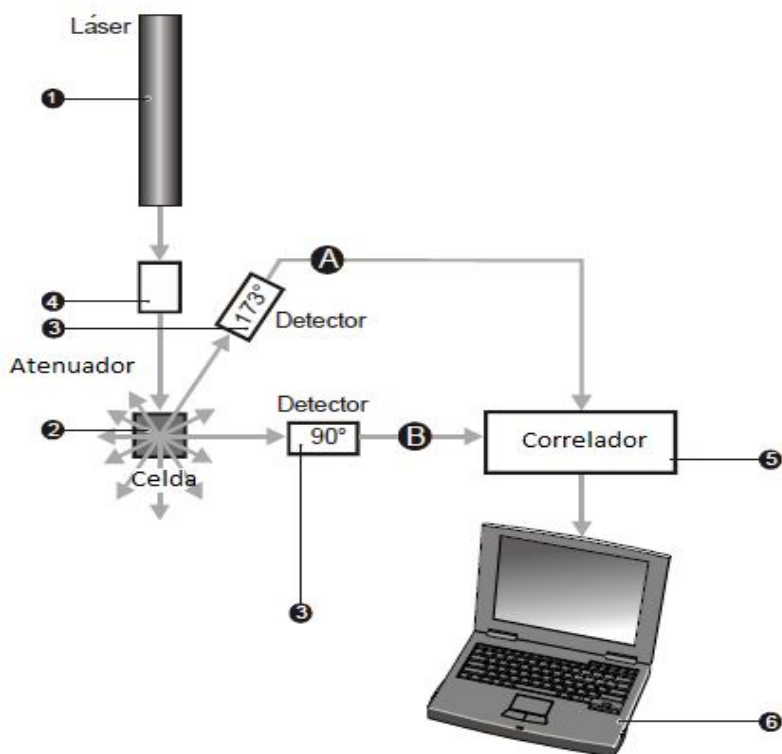 Láser
1
4
3
173°
A
Detector
Atenuador
Detector
2
90°
B
Correlador
5
Celda
3
6